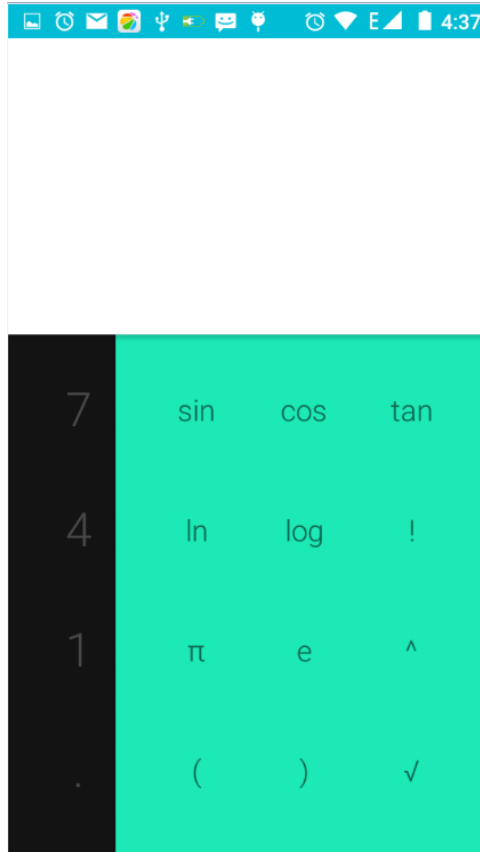 E 4:37
7 sin cos tan
4 ln log !
1 π e ^
. ( ) √